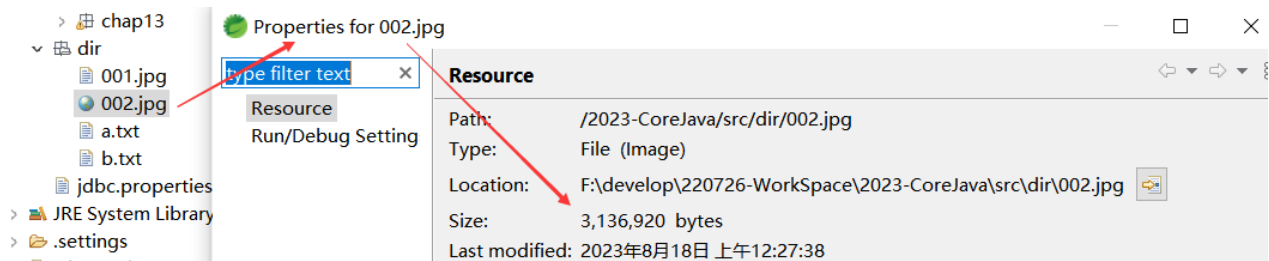 chap13
dir
001.jpg
002.jpg
a.txt
b.txt
jdbc.properties
JRE System Library
.settings
Properties for 002.jpg
type filter text
Resource
Run/Debug Setting
Resource
Path: /2023-CoreJava/src/dir/002.jpg
Type: File (Image)
Location: F:\develop\220726-WorkSpace\2023-CoreJava\src\dir\002.jpg
Size: 3,136,920 bytes
Last modified: 2023年8月18日 上午12:27:38